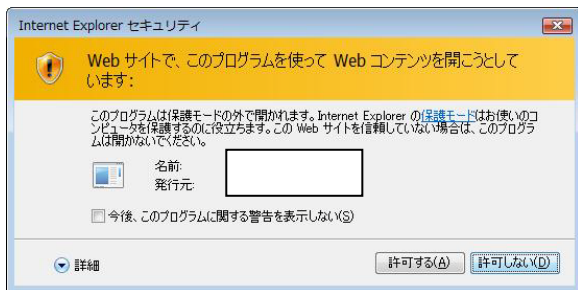 Internet Explorer セキュリティ
Web サイトで、このプログラムを使って Web コンテンツを開こうとして
います:
このプログラムは保護モードの外で開かれます。Internet Explorer の保護モードはお使いのコ
ンピュータを保護するのに役立ちます。この Web サイトを信頼していない場合は、このプログラ
ムは開かないでください。
名前:
発行元:
今後、このプログラムに関する警告を表示しない(S)
詳細
許可する(A)
許可しない(D)